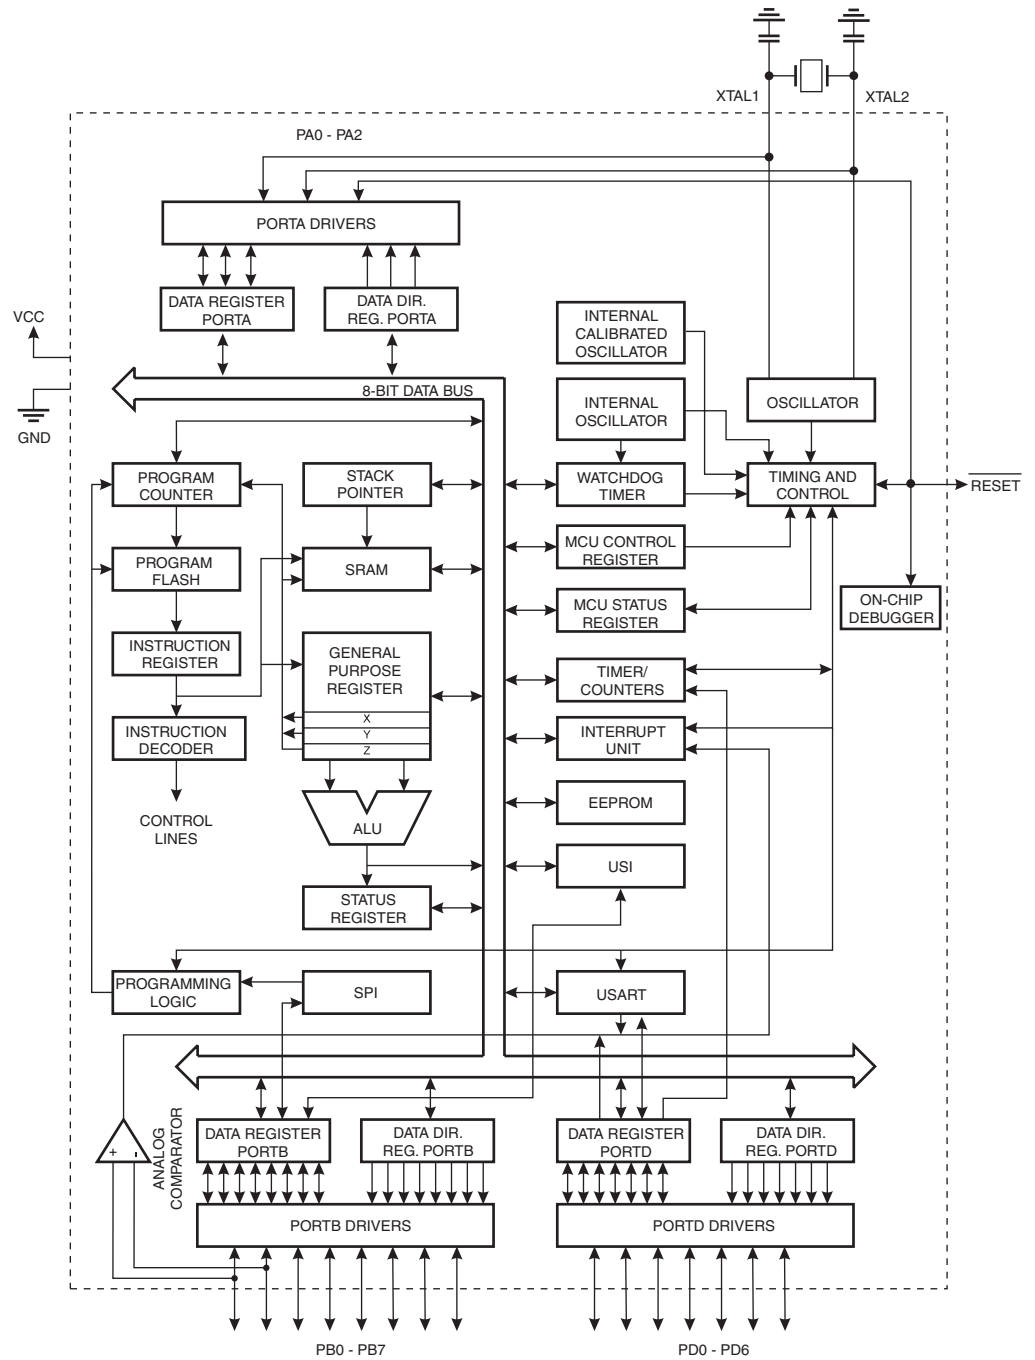 XTAL1
XTAL2
PA0 - PA2
PORTA DRIVERS
DATA REGISTER
PORTA
DATA DIR.
REG. PORTA
VCC
GND
8-BIT DATA BUS
INTERNAL
CALIBRATED
OSCILLATOR
INTERNAL
OSCILLATOR
OSCILLATOR
PROGRAM
COUNTER
STACK
POINTER
WATCHDOG
TIMER
TIMING AND
CONTROL
RESET
PROGRAM
FLASH
SRAM
MCU CONTROL
REGISTER
MCU STATUS
REGISTER
ON-CHIP
DEBUGGER
INSTRUCTION
REGISTER
GENERAL
PURPOSE
REGISTER
X
Y
Z
TIMER/
COUNTERS
INSTRUCTION
DECODER
INTERRUPT
UNIT
CONTROL
LINES
ALU
EEPROM
USI
STATUS
REGISTER
PROGRAMMING
LOGIC
SPI
USART
+
-
ANALOG
COMPARATOR
DATA REGISTER
PORTB
DATA DIR.
REG. PORTB
DATA REGISTER
PORTD
DATA DIR.
REG. PORTD
PORTB DRIVERS
PORTD DRIVERS
PB0 - PB7
PD0 - PD6